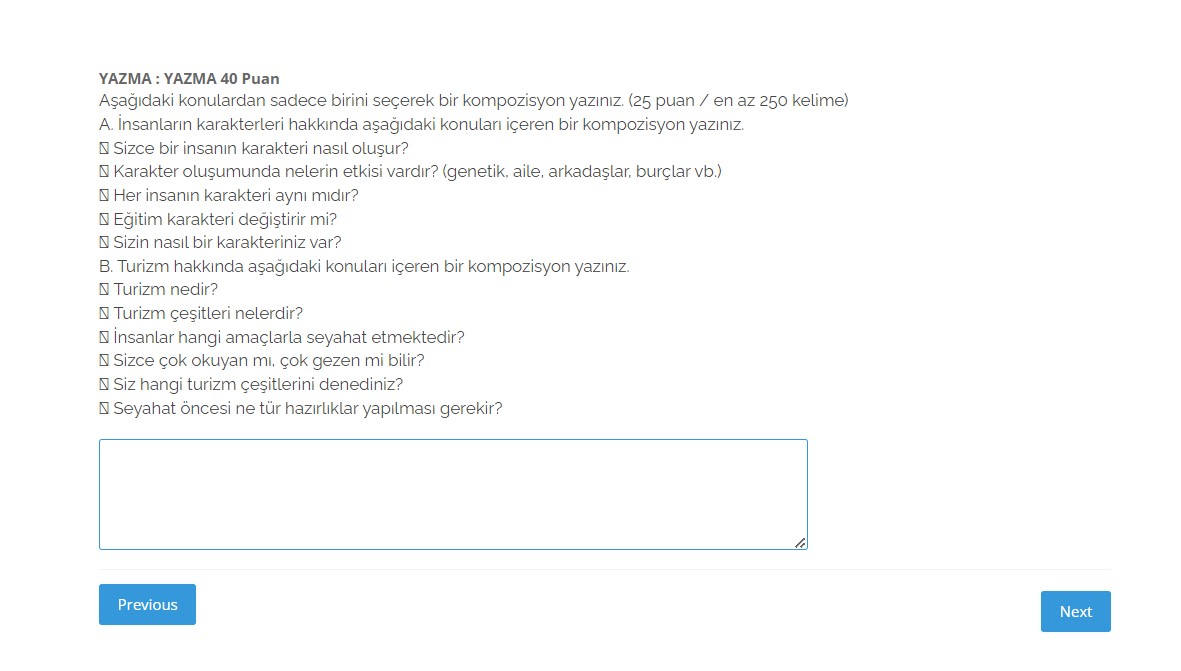 YAZMA : YAZMA 40 Puan
Aşağıdaki konulardan sadece birini seçerek bir kompozisyon yazınız. (25 puan / en az 250 kelime)
A. İnsanların karakterleri hakkında aşağıdaki konuları içeren bir kompozisyon yazınız.
Sizce bir insanın karakteri nasıl oluşur?
Karakter oluşumunda nelerin etkisi vardır? (genetik, aile, arkadaşlar, burçlar vb.)
Her insanın karakteri aynı mıdır?
Eğitim karakteri değiştirir mi?
Sizin nasıl bir karakteriniz var?
B. Turizm hakkında aşağıdaki konuları içeren bir kompozisyon yazınız.
Turizm nedir?
Turizm çeşitleri nelerdir?
İnsanlar hangi amaçlarla seyahat etmektedir?
Sizce çok okuyan mı, çok gezen mi bilir?
Siz hangi turizm çeşitlerini denediniz?
Seyahat öncesi ne tür hazırlıklar yapılması gerekir?
Previous
Next